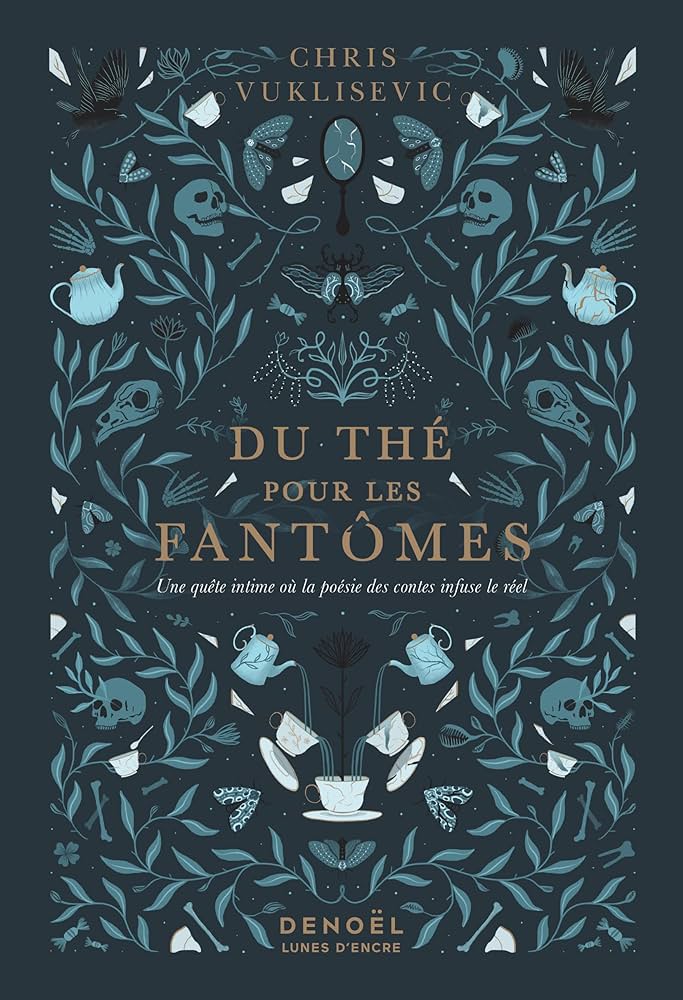 CHRIS
VUKLISEVIC
DU THÉ
POUR LES
FANTÔMES
Une quête intime où la poésie des contes infuse le réel
DENOËL
LUNES D'ENCRE